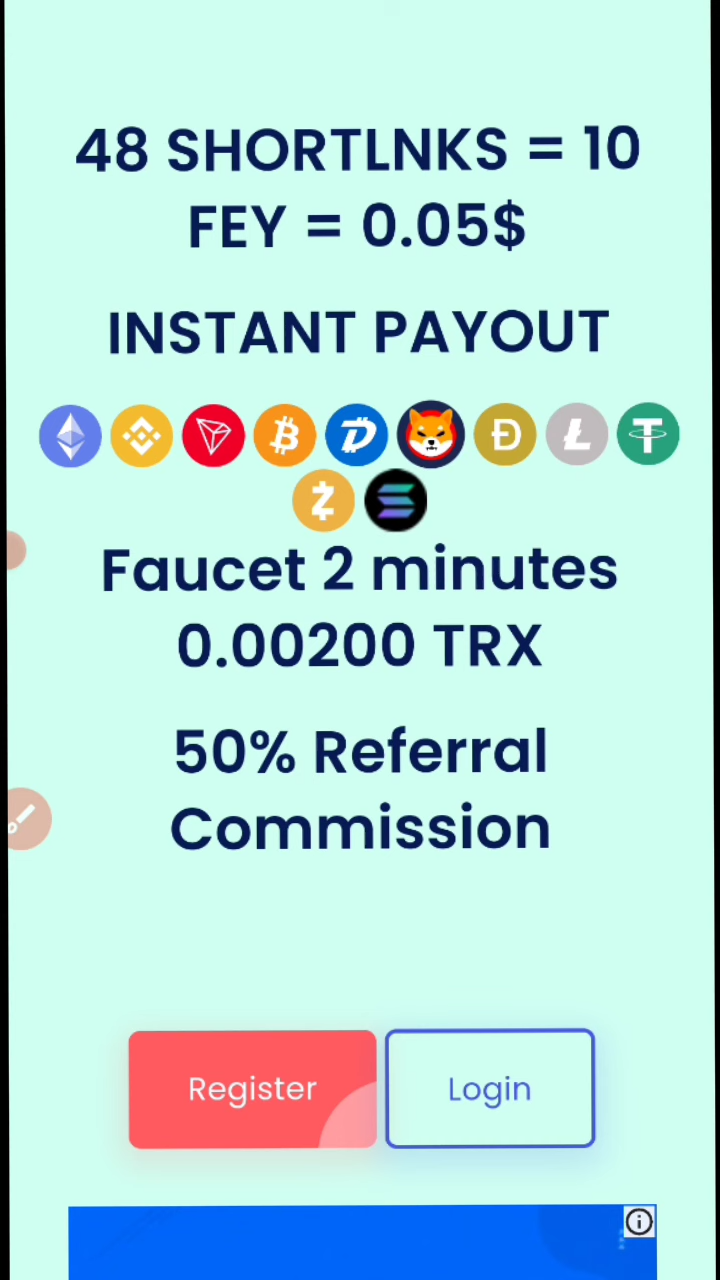 48 SHORTLNKS = 10
FEY = 0.05$
INSTANT PAYOUT
Faucet 2 minutes
0.00200 TRX
50% Referral
Commission
Register
Login